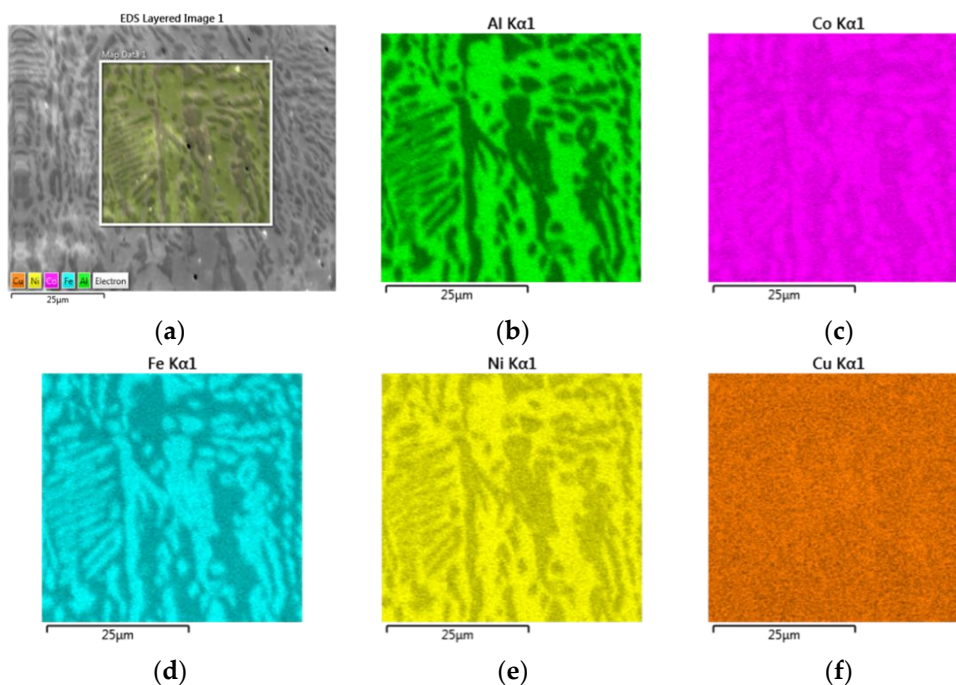 EDS Layered Image 1
Map Data 1
Cu Ni Co Fe Al Electron
25μm
(a)
Al Kα1
25μm
(b)
Co Kα1
25μm
(c)
Fe Kα1
25μm
(d)
Ni Kα1
25μm
(e)
Cu Kα1
25μm
(f)